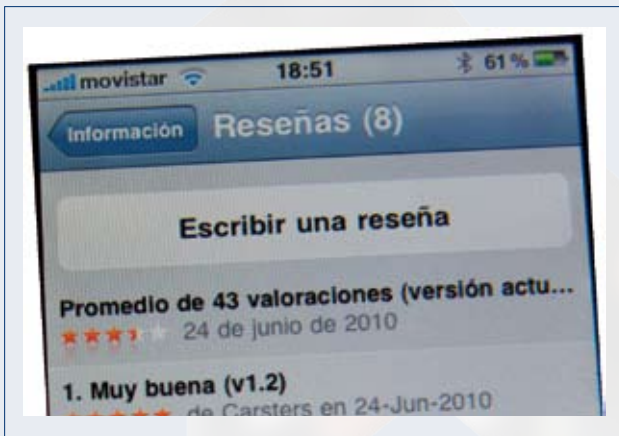 movistar 18:51 61 %
Información Reseñas (8)
Escribir una reseña
Promedio de 43 valoraciones (versión actu...
24 de junio de 2010
1. Muy buena (v1.2)
de Carsters en 24-Jun-2010